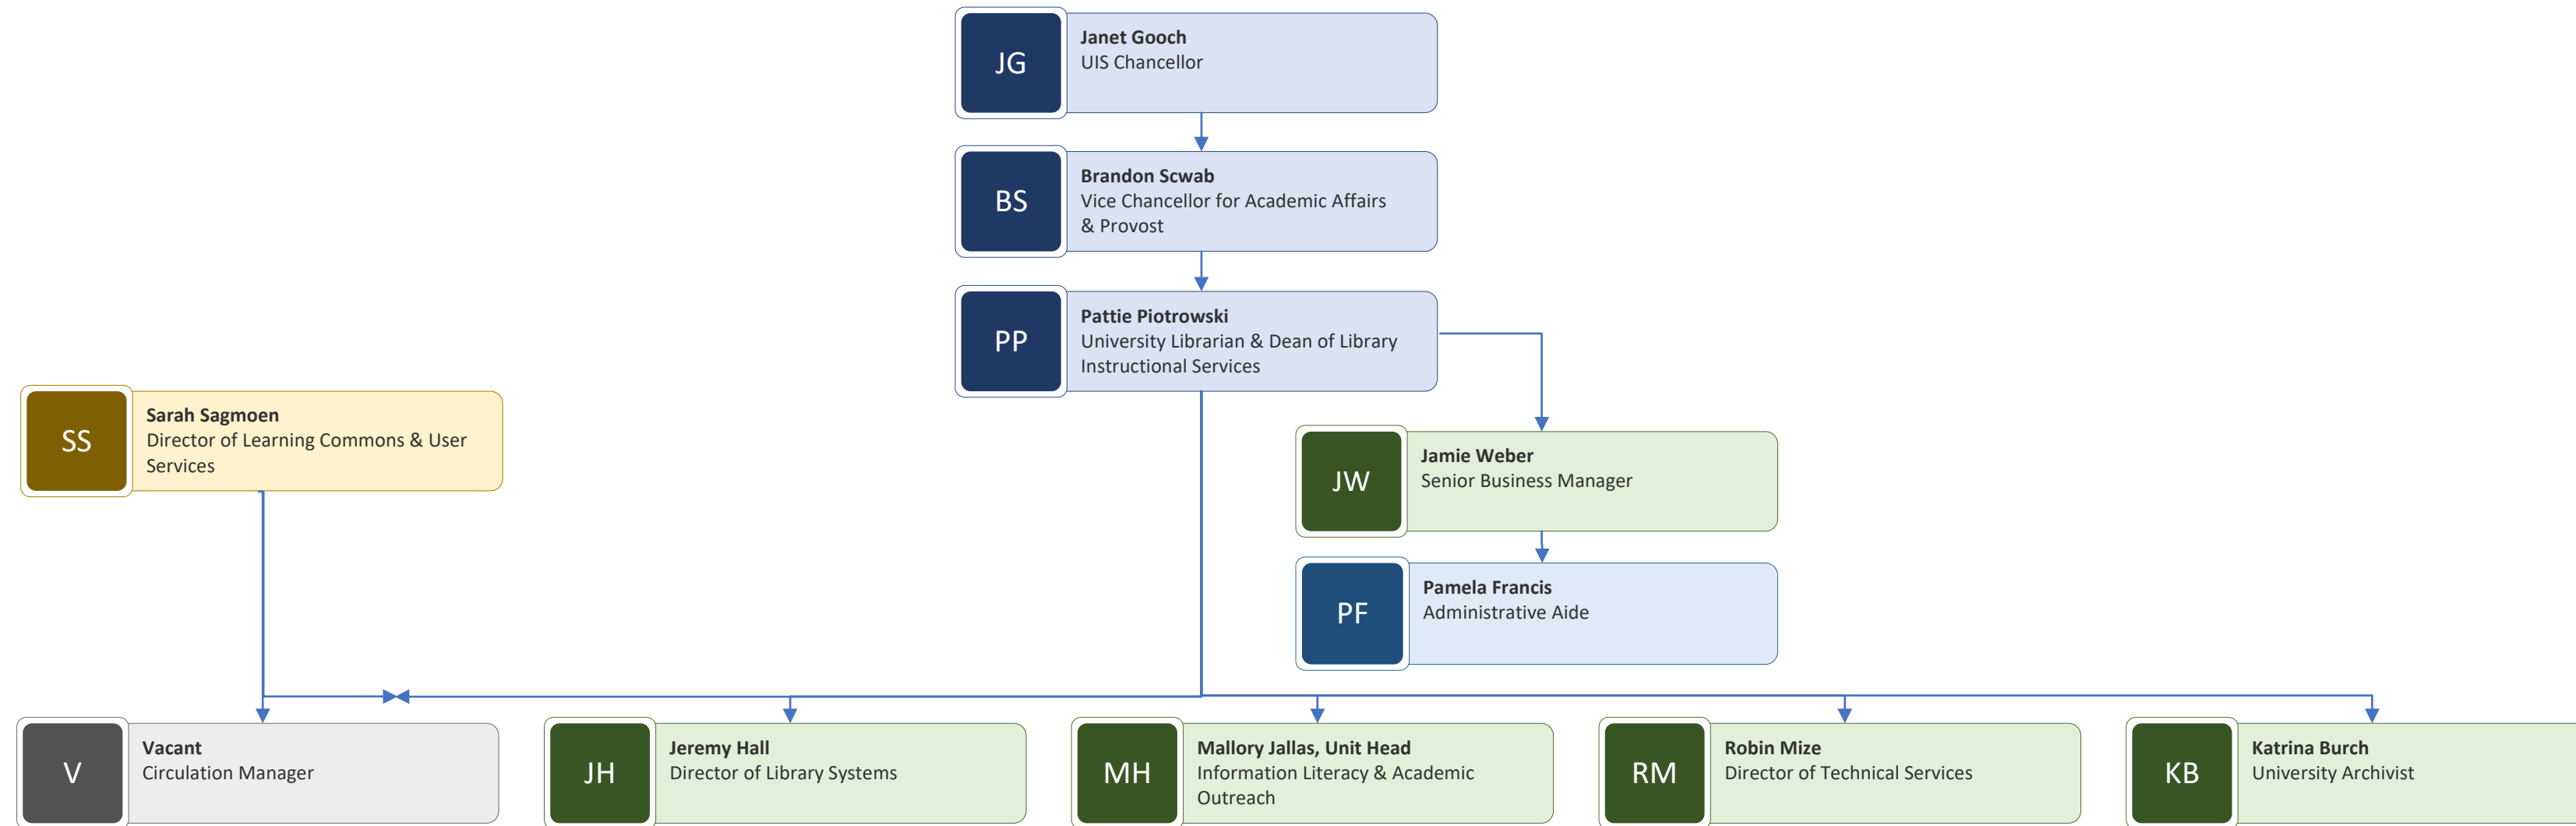 JG
Janet Gooch
UIS Chancellor
BS
Brandon Scwab
Vice Chancellor for Academic Affairs
& Provost
PP
Pattie Piotrowski
University Librarian & Dean of Library
Instructional Services
SS
Sarah Sagmoen
Director of Learning Commons & User
Services
JW
Jamie Weber
Senior Business Manager
PF
Pamela Francis
Administrative Aide
V
Vacant
Circulation Manager
JH
Jeremy Hall
Director of Library Systems
MH
Mallory Jallas, Unit Head
Information Literacy & Academic
Outreach
RM
Robin Mize
Director of Technical Services
KB
Katrina Burch
University Archivist